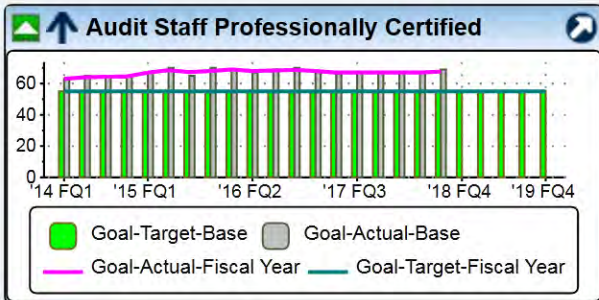 Audit Staff Professionally Certified
60
40
20
0
'14 FQ1 '15 FQ1 '16 FQ2 '17 FQ3 '18 FQ4 '19 FQ4
Goal-Target-Base Goal-Actual-Base
Goal-Actual-Fiscal Year Goal-Target-Fiscal Year